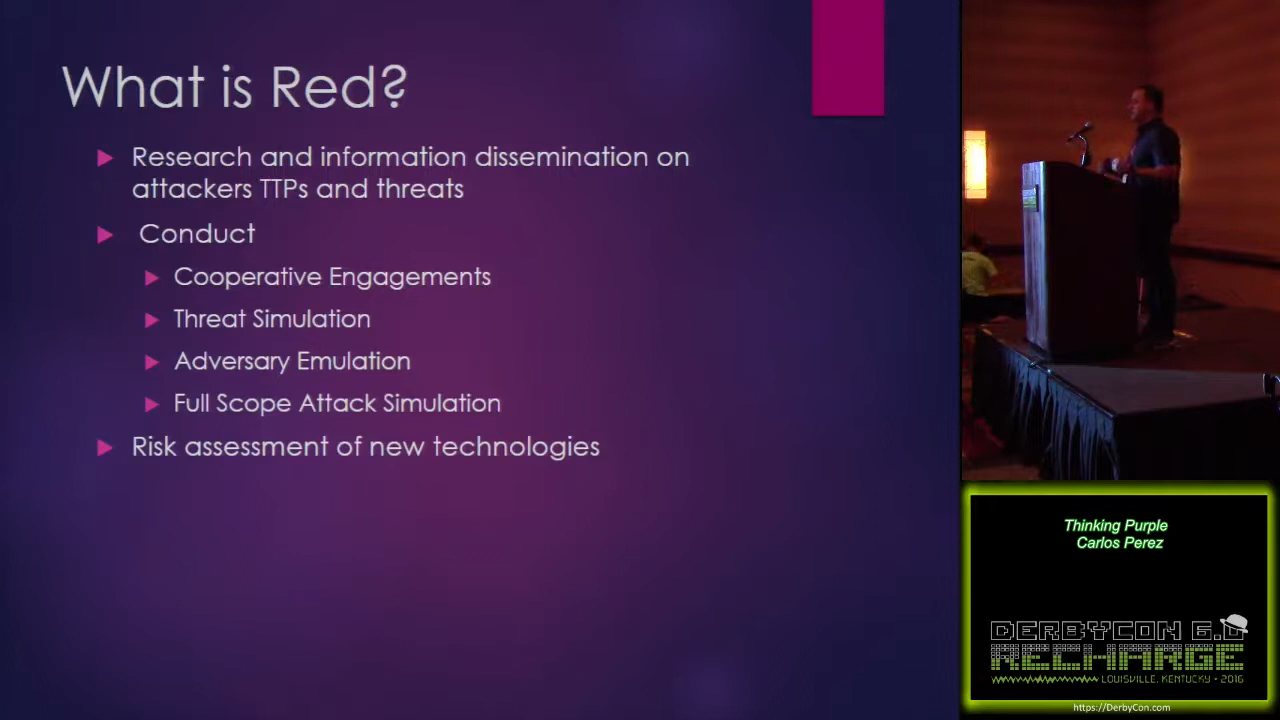 What is Red?
Research and information dissemination on
attackers TTPs and threats
Conduct
Cooperative Engagements
Threat Simulation
Adversary Emulation
Full Scope Attack Simulation
Risk assessment of new technologies
Thinking Purple
Carlos Perez
DERBYCON 6.0
RECHARGE
LOUISVILLE, KENTUCKY • 2016
https://DerbyCon.com